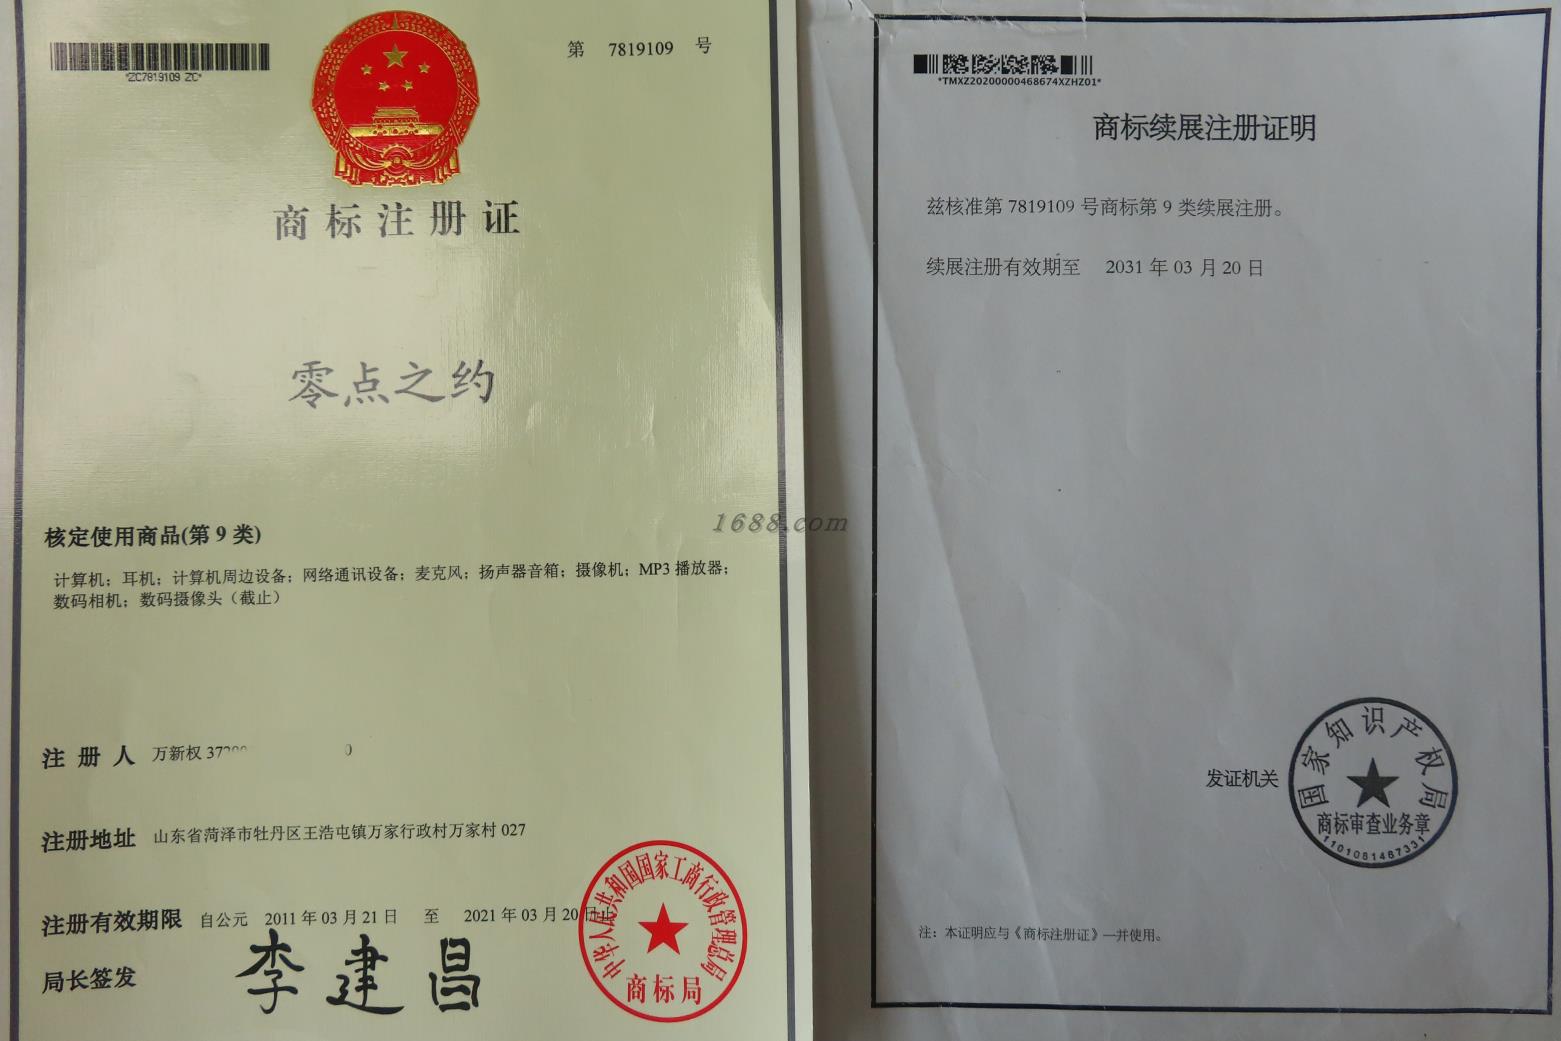 *ZC7819109 ZC*
第 7819109 号
商标注册证
零点之约
核定使用商品(第 9 类)
计算机；耳机；计算机周边设备；网络通讯设备；麦克风；扬声器音箱；摄像机；MP3 播放器；
数码相机；数码摄像头（截止）
注 册 人 万新权 37 0
注册地址 山东省菏泽市牡丹区王浩屯镇万家行政村万家村 027
注册有效期限 自公元 2011 年 03 月 21 日 至 2021 年 03 月 20 日止
局长签发 李建昌
中华人民共和国国家工商行政管理总局
商标局
1688.com
*TMXZ20200000468674XZHZ01*
商标续展注册证明
兹核准第 7819109 号商标第 9 类续展注册。
续展注册有效期至 2031 年 03 月 20 日
发证机关
国家知识产权局
商标审查业务章
1101081467331
注：本证明应与《商标注册证》一并使用。